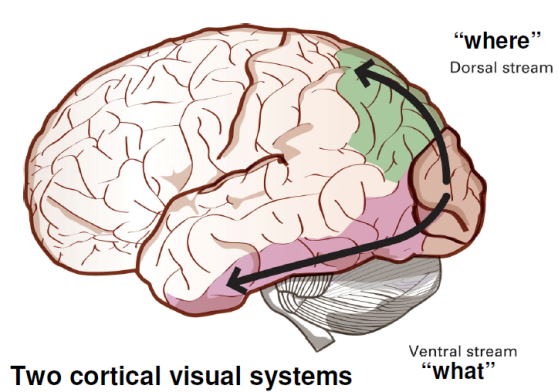 “where”
Dorsal stream
Ventral stream
“what”
Two cortical visual systems